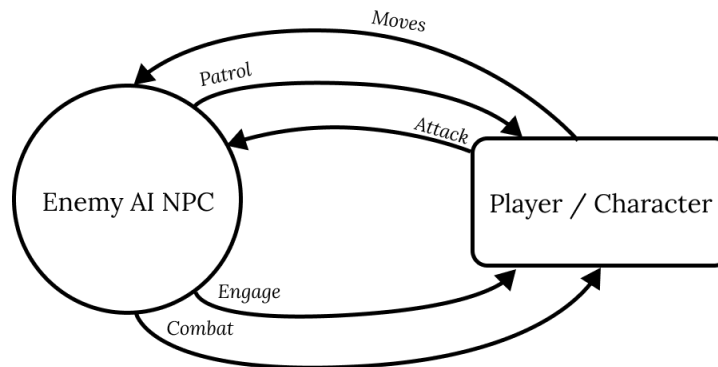 Moves
Patrol
Attack
Enemy AI NPC
Player / Character
Engage
Combat